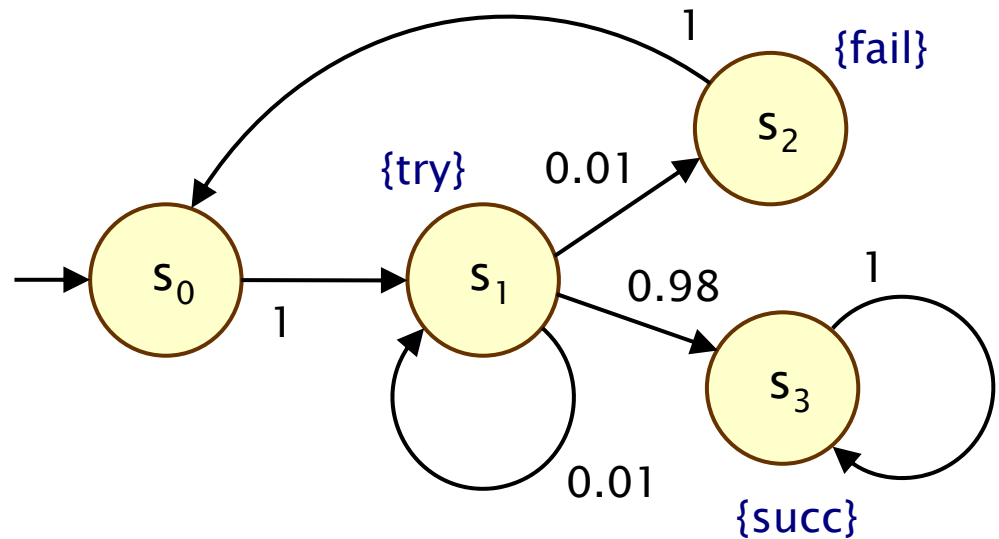 1
{fail}
s₂
{try}
0.01
s₀
s₁
0.98
1
1
s₃
0.01
{succ}